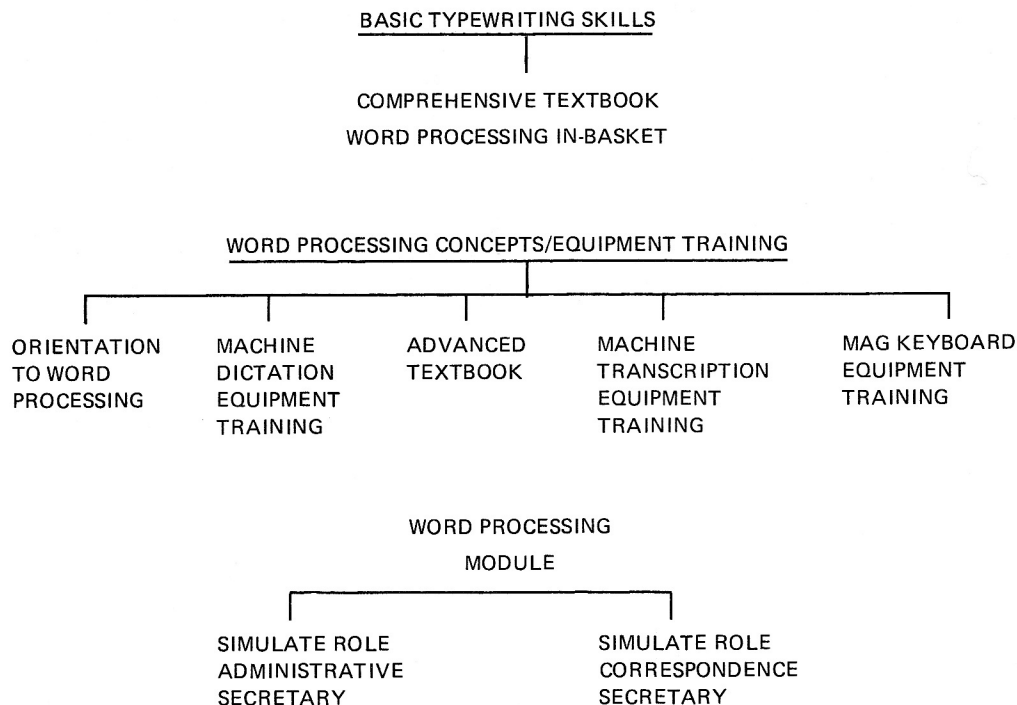 BASIC TYPEWRITING SKILLS
COMPREHENSIVE TEXTBOOK
WORD PROCESSING IN-BASKET
WORD PROCESSING CONCEPTS/EQUIPMENT TRAINING
ORIENTATION
TO WORD
PROCESSING
MACHINE
DICTATION
EQUIPMENT
TRAINING
ADVANCED
TEXTBOOK
MACHINE
TRANSCRIPTION
EQUIPMENT
TRAINING
MAG KEYBOARD
EQUIPMENT
TRAINING
WORD PROCESSING
MODULE
SIMULATE ROLE
ADMINISTRATIVE
SECRETARY
SIMULATE ROLE
CORRESPONDENCE
SECRETARY